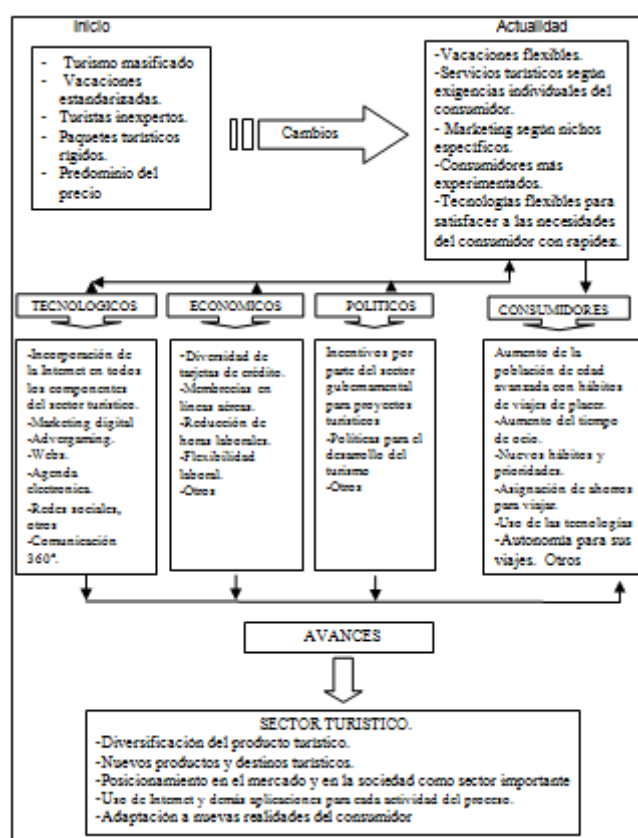 Inicio
Actualidad
- Turismo masificado
- Vacaciones
estandarizadas.
- Turistas inexpertos.
- Paquetes turísticos
rígidos.
- Predominio del
precio
Cambios
-Vacaciones flexibles.
-Servicios turísticos según
exigencias individuales del
consumidor.
- Marketing según nichos
específicos.
-Consumidores más
experimentados.
-Tecnologías flexibles para
satisfacer a las necesidades
del consumidor con rapidez.
TECNOLOGICOS
-Incorporación de
la Internet en todos
los componentes
del sector turístico.
-Marketing digital
-Advergaming.
-Webs.
-Agenda
electronica.
-Redes sociales,
otros
-Comunicación
360º.
ECONOMICOS
-Diversidad de
tarjetas de crédito.
-Membrecías en
líneas aéreas.
-Reducción de
horas laborales.
-Flexibilidad
laboral.
-Otros
POLITICOS
Incentivos por
parte del sector
gubernamental
para proyectos
turísticos
-Políticas para el
desarrollo del
turismo
-Otros
CONSUMIDORES
Aumento de la
población de edad
avanzada con hábitos
de viajes de placer.
-Aumento del tiempo
de ocio.
-Nuevos hábitos y
prioridades.
-Asignación de ahorros
para viajar.
-Uso de las tecnologías
-Autonomía para sus
viajes. Otros
AVANCES
SECTOR TURISTICO.
-Diversificación del producto turístico.
-Nuevos productos y destinos turísticos.
-Posicionamiento en el mercado y en la sociedad como sector importante
-Uso de Internet y demás aplicaciones para cada actividad del proceso.
-Adaptación a nuevas realidades del consumidor